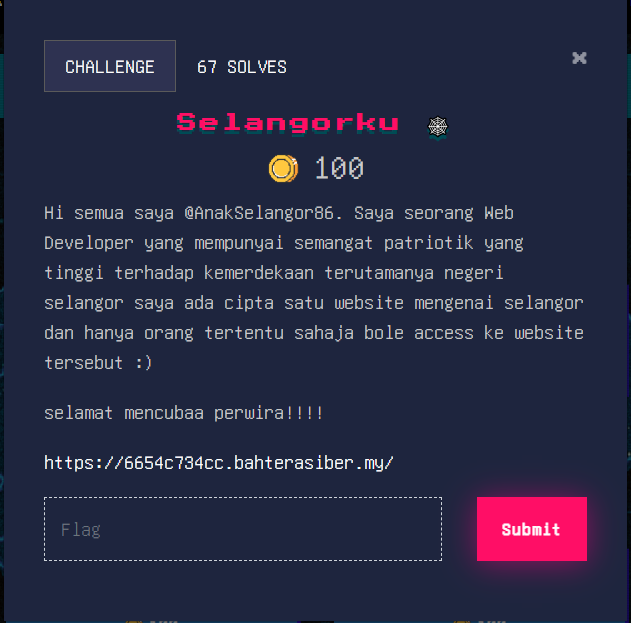 CHALLENGE
67 SOLVES
×
Selangorku
100
Hi semua saya @AnakSelangor86. Saya seorang Web
Developer yang mempunyai semangat patriotik yang
tinggi terhadap kemerdekaan terutamanya negeri
selangor saya ada cipta satu website mengenai selangor
dan hanya orang tertentu sahaja bole access ke website
tersebut :)
selamat mencubaa perwira!!!!
https://6654c734cc.bahterasiber.my/
Flag
Submit